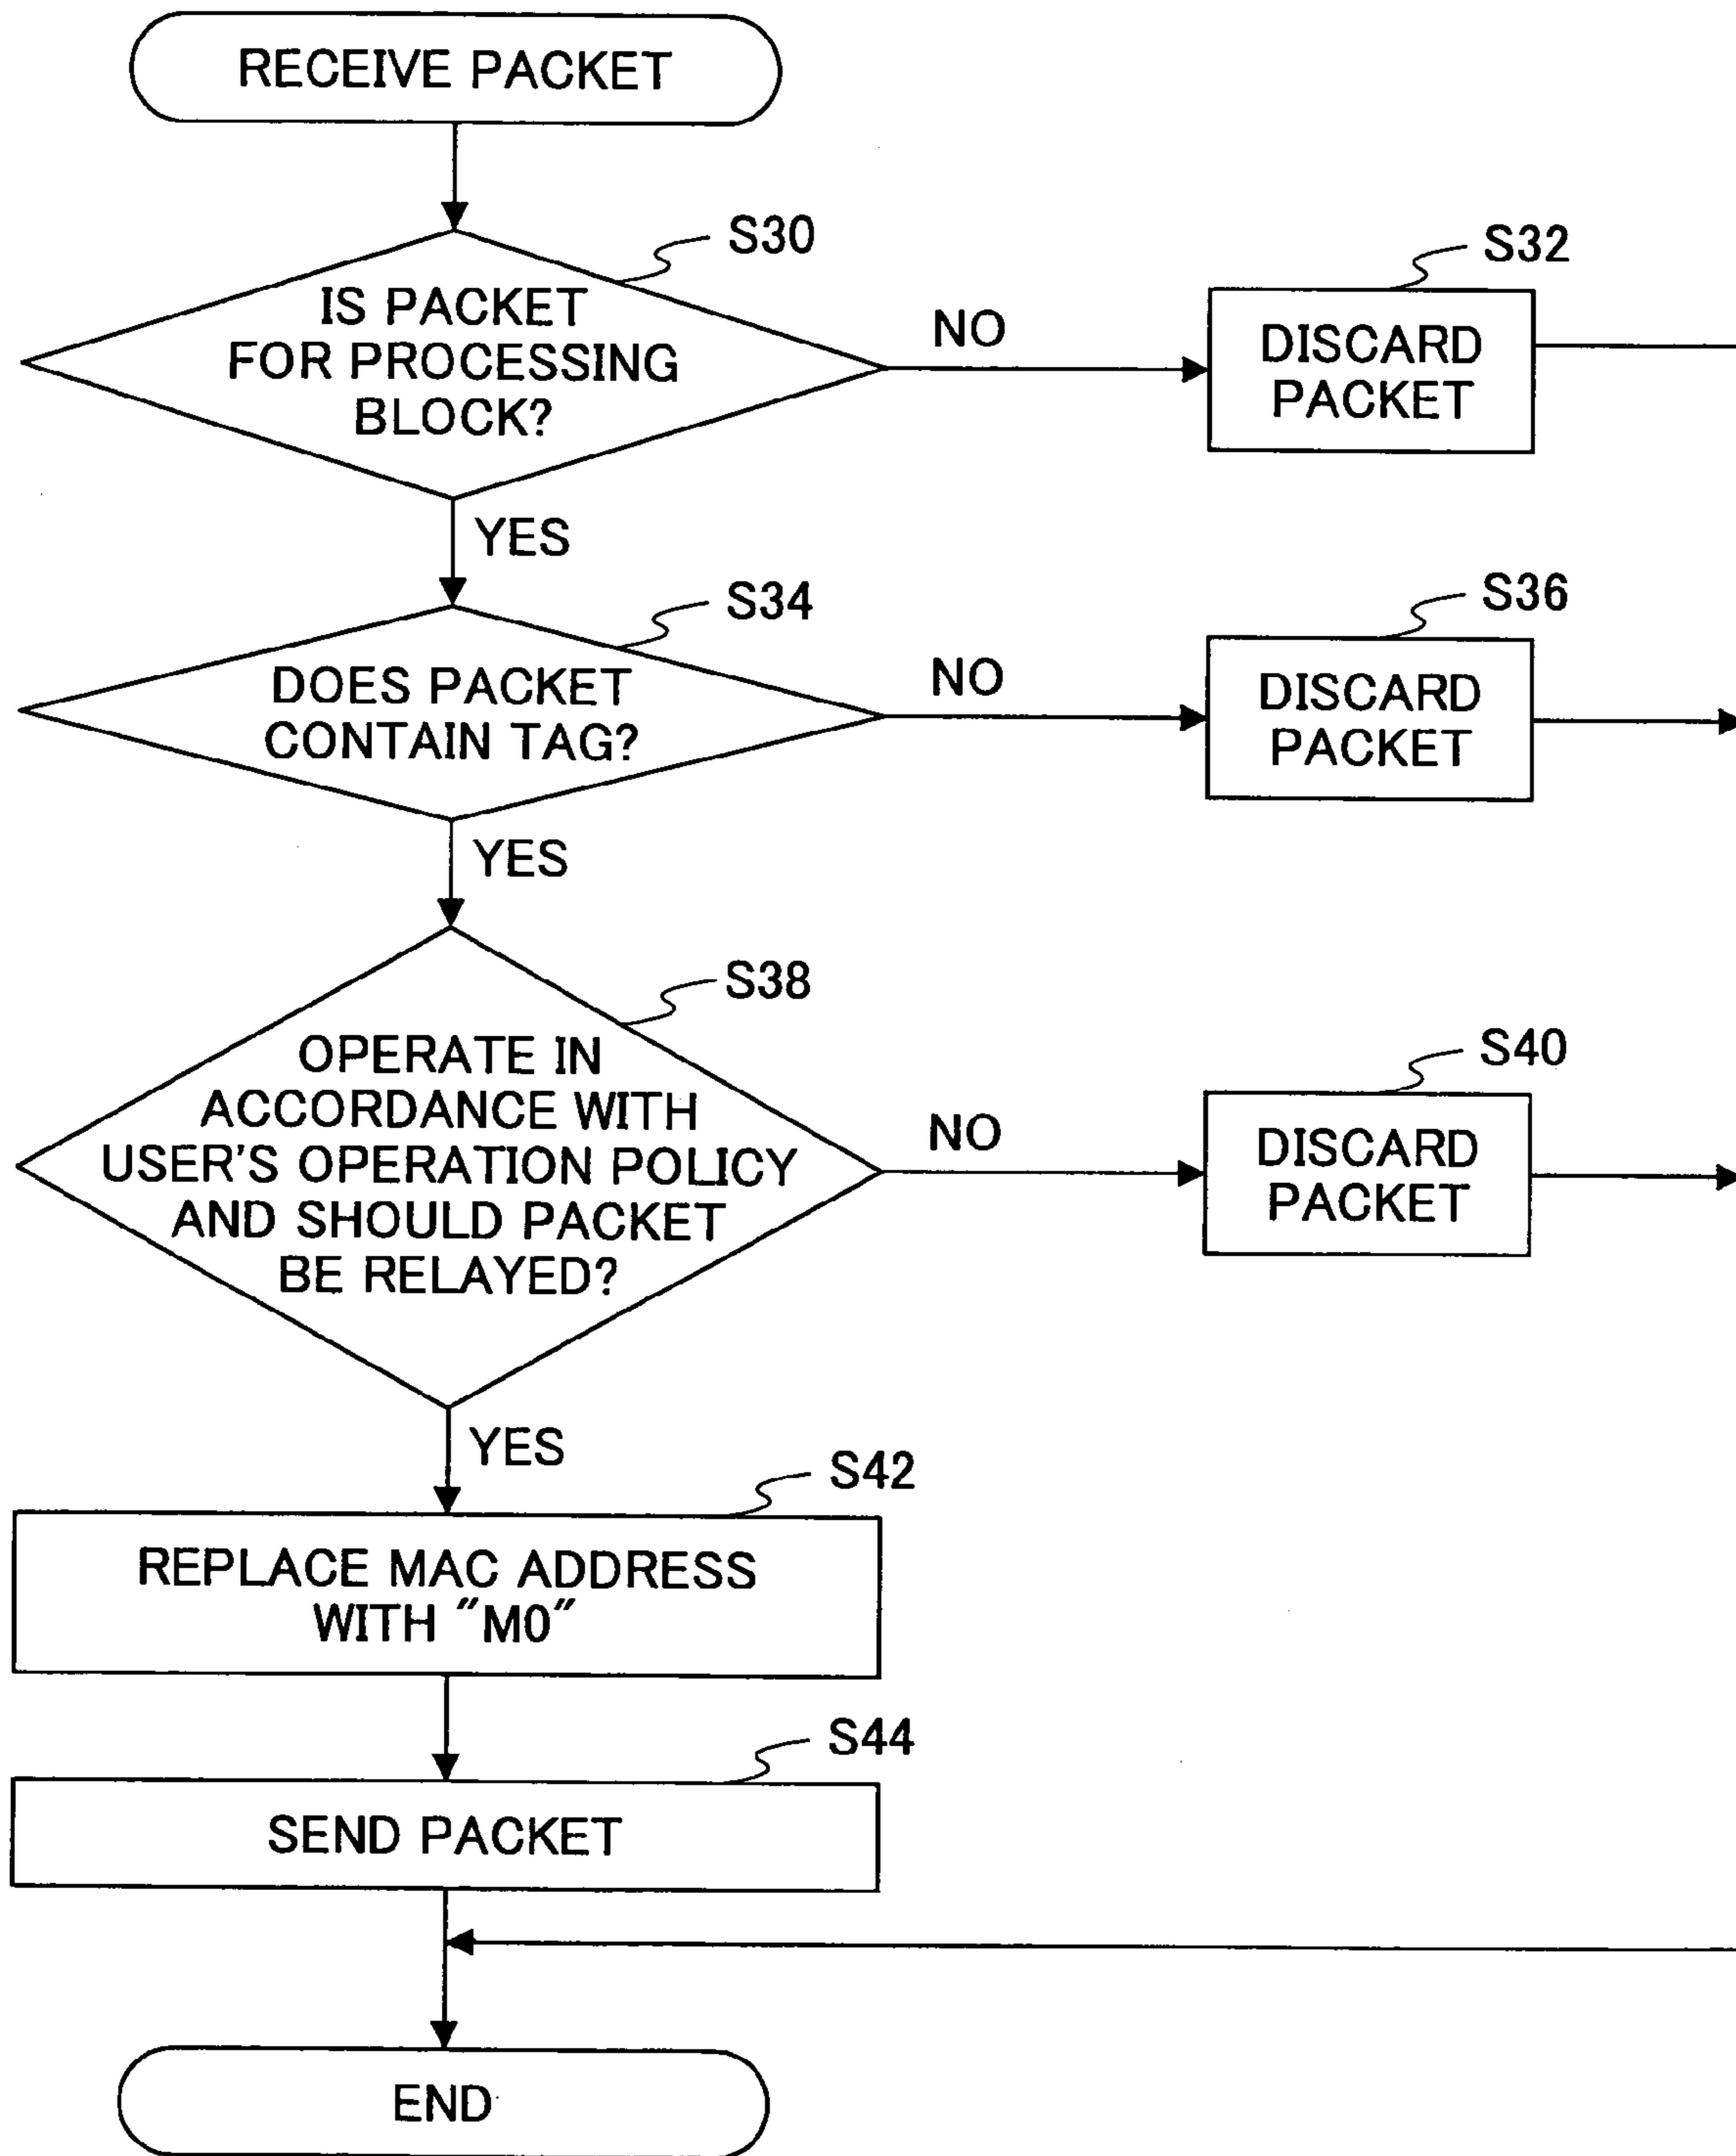 RECEIVE PACKET
S30
IS PACKET
FOR PROCESSING
BLOCK?
NO
S32
DISCARD
PACKET
YES
S34
DOES PACKET
CONTAIN TAG?
NO
S36
DISCARD
PACKET
YES
S38
OPERATE IN
ACCORDANCE WITH
USER'S OPERATION POLICY
AND SHOULD PACKET
BE RELAYED?
NO
S40
DISCARD
PACKET
YES
S42
REPLACE MAC ADDRESS
WITH "M0"
S44
SEND PACKET
END